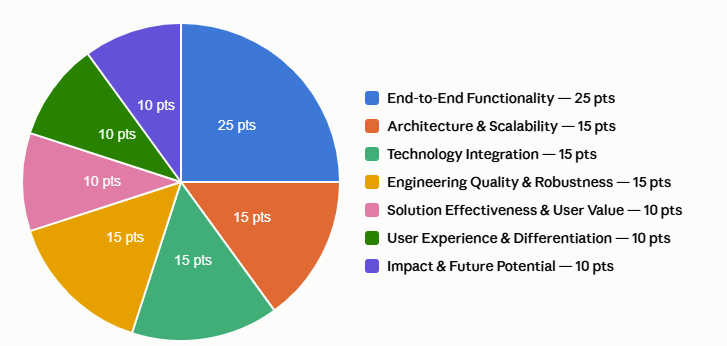 10 pts
25 pts
10 pts
10 pts
15 pts
15 pts
15 pts
End-to-End Functionality — 25 pts
Architecture & Scalability — 15 pts
Technology Integration — 15 pts
Engineering Quality & Robustness — 15 pts
Solution Effectiveness & User Value — 10 pts
User Experience & Differentiation — 10 pts
Impact & Future Potential — 10 pts